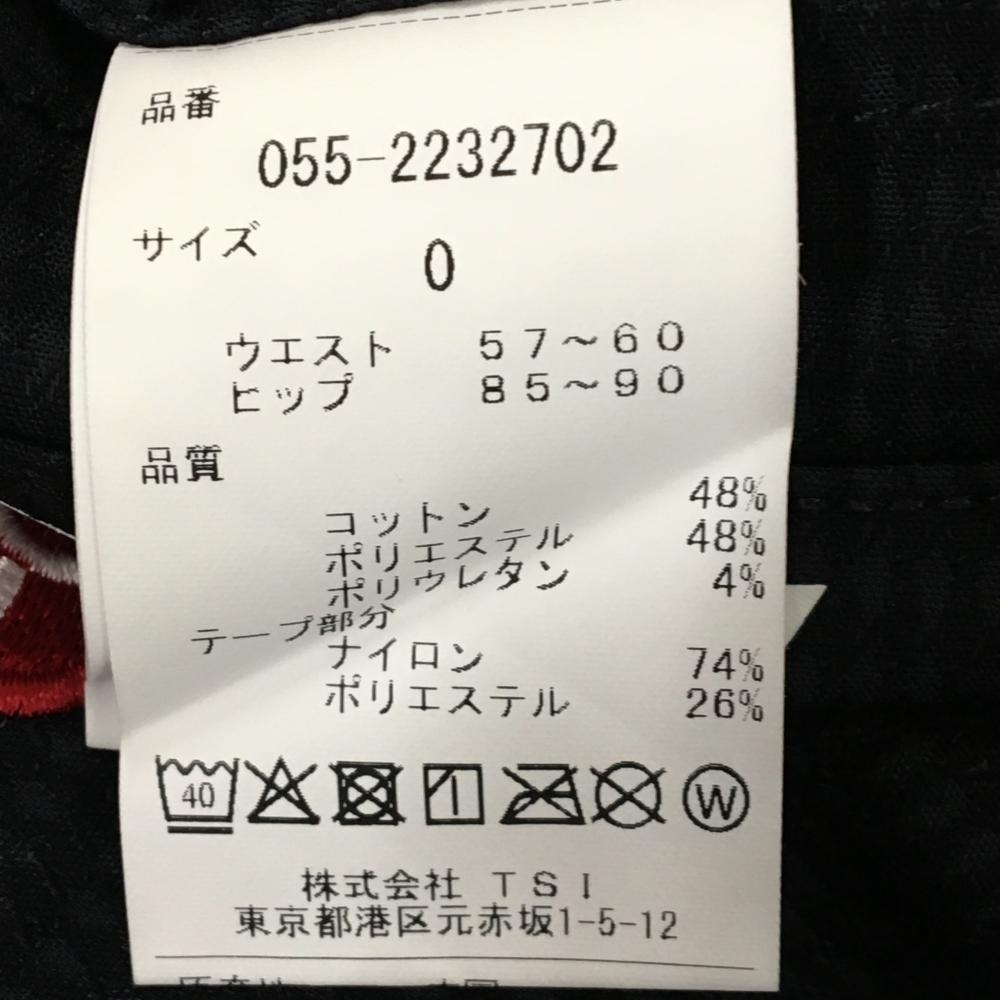 品番
055-2232702
サイズ 0
ウエスト 57～60
ヒップ 85～90
品質
コットン 48%
ポリエステル 48%
ポリウレタン 4%
テープ部分
ナイロン 74%
ポリエステル 26%
40 W
株式会社 TSI
東京都港区元赤坂1-5-12